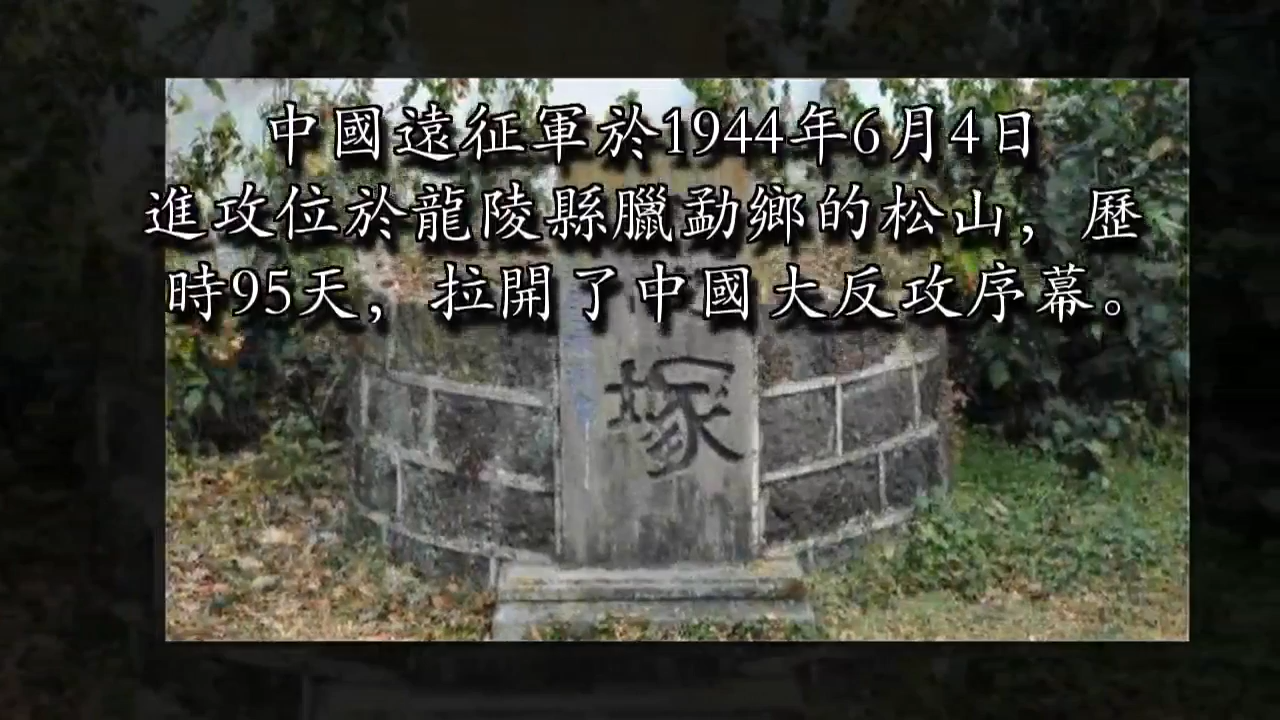 中國遠征軍於1944年6月4日
進攻位於龍陵縣臘勐鄉的松山，歷
時95天，拉開了中國大反攻序幕。
塚